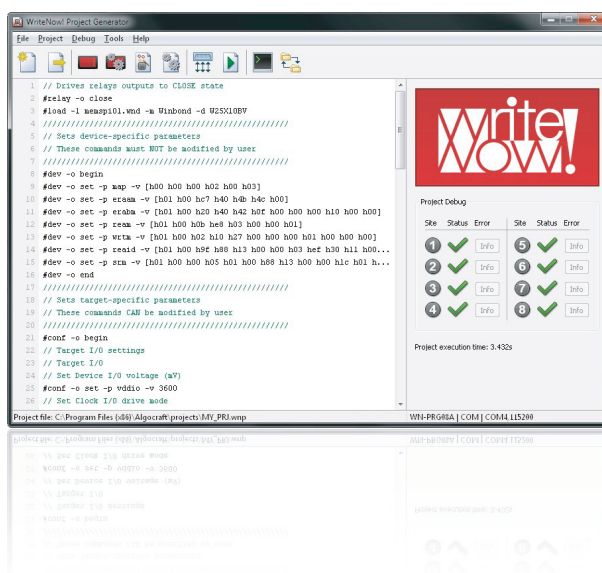 WriteNow! Project Generator
File Project Debug Tools Help
1 // Drives relays outputs to CLOSE state
2 #relay -o close
3 #load -l memspi01.wnd -m Winbond -d W25X10BV
4 /////////////////////////////////////////////////////
5 // Sets device-specific parameters
6 // These commands must NOT be modified by user
7 /////////////////////////////////////////////////////
8 #dev -o begin
9 #dev -o set -p map -v [h00 h00 h00 h02 h00 h03]
10 #dev -o set -p eraam -v [h01 h00 hc7 h40 h4b h4c h00]
11 #dev -o set -p erabm -v [h01 h00 h20 h40 h42 h0f h00 h00 h00 h10 h00 h00]
12 #dev -o set -p ream -v [h01 h00 h0b he8 h03 h00 h00 h01]
13 #dev -o set -p wrtm -v [h01 h00 h02 h10 h27 h00 h00 h00 h01 h00 h00 h00]
14 #dev -o set -p reaid -v [h01 h00 h9f h88 h13 h00 h00 h03 hef h30 h11 h00...
15 #dev -o set -p srm -v [h01 h00 h00 h05 h01 h00 h88 h13 h00 h00 h1c h01 h...
16 #dev -o end
17 /////////////////////////////////////////////////////
18 // Sets target-specific parameters
19 // These commands CAN be modified by user
20 /////////////////////////////////////////////////////
21 #conf -o begin
22 // Target I/O settings
23 // Target I/O
24 // Set Device I/O voltage (mV)
25 #conf -o set -p vddio -v 3600
26 // Set Clock I/O drive mode
write
NOW!
Project Debug
Site Status Error Site Status Error
1 Info 5 Info
2 Info 6 Info
3 Info 7 Info
4 Info 8 Info
Project execution time: 3.432s
Project file: C:\Program Files (x86)\Algocraft\projects\MY_PRJ.wnp
WN-PRG08A | COM | COM4,115200